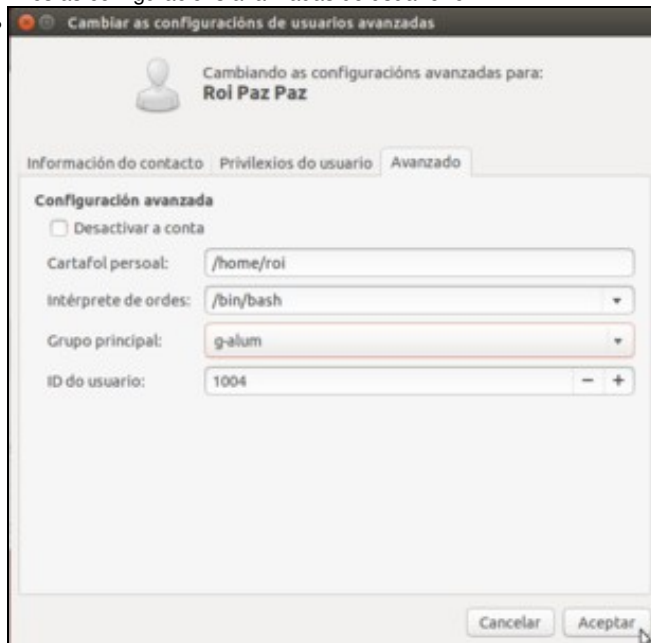 Cambiar as configuracións de usuarios avanzadas
Cambiando as configuracións avanzadas para:
Roi Paz Paz
Información do contacto Privilexios do usuario Avanzado
Configuración avanzada
Desactivar a conta
Cartafol persoal: /home/roi
Intérprete de ordes: /bin/bash
Grupo principal: g-alum
ID do usuario: 1004 − +
Cancelar Aceptar